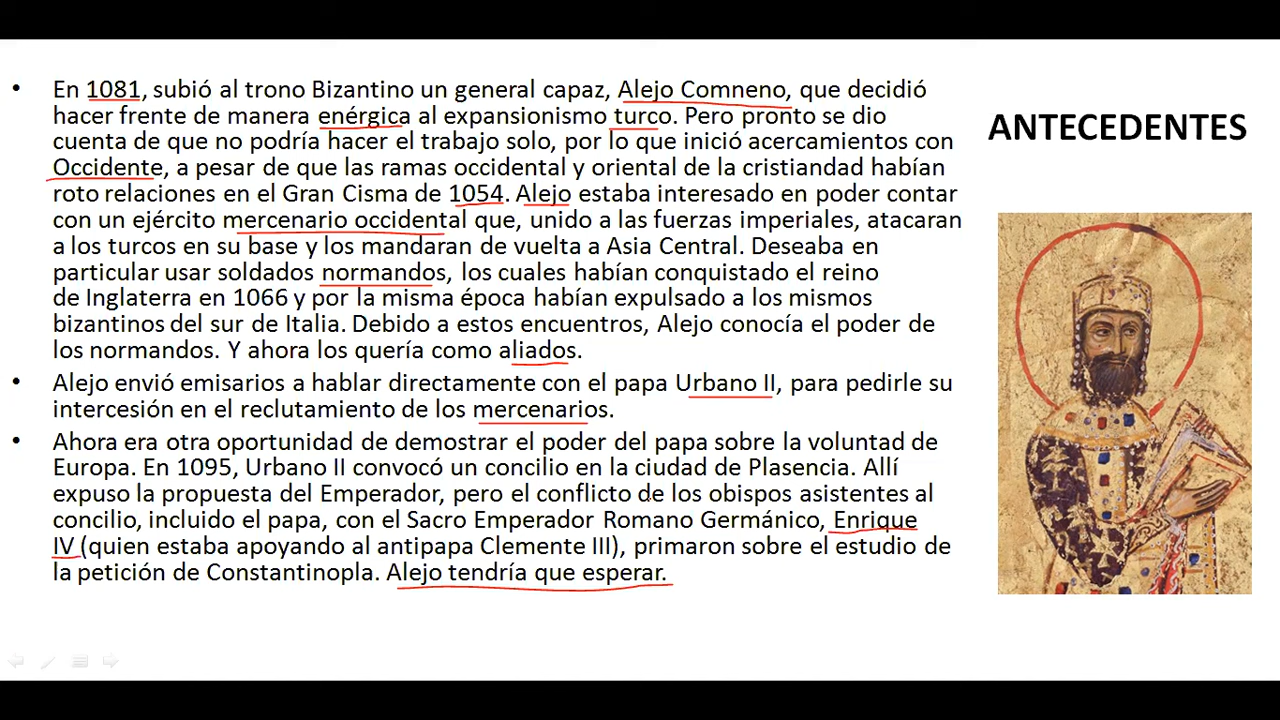 ANTECEDENTES
• En 1081, subió al trono Bizantino un general capaz, Alejo Comneno, que decidió
hacer frente de manera enérgica al expansionismo turco. Pero pronto se dio
cuenta de que no podría hacer el trabajo solo, por lo que inició acercamientos con
Occidente, a pesar de que las ramas occidental y oriental de la cristiandad habían
roto relaciones en el Gran Cisma de 1054. Alejo estaba interesado en poder contar
con un ejército mercenario occidental que, unido a las fuerzas imperiales, atacaran
a los turcos en su base y los mandaran de vuelta a Asia Central. Deseaba en
particular usar soldados normandos, los cuales habían conquistado el reino
de Inglaterra en 1066 y por la misma época habían expulsado a los mismos
bizantinos del sur de Italia. Debido a estos encuentros, Alejo conocía el poder de
los normandos. Y ahora los quería como aliados.
• Alejo envió emisarios a hablar directamente con el papa Urbano II, para pedirle su
intercesión en el reclutamiento de los mercenarios.
• Ahora era otra oportunidad de demostrar el poder del papa sobre la voluntad de
Europa. En 1095, Urbano II convocó un concilio en la ciudad de Plasencia. Allí
expuso la propuesta del Emperador, pero el conflicto de los obispos asistentes al
concilio, incluido el papa, con el Sacro Emperador Romano Germánico, Enrique
IV (quien estaba apoyando al antipapa Clemente III), primaron sobre el estudio de
la petición de Constantinopla. Alejo tendría que esperar.